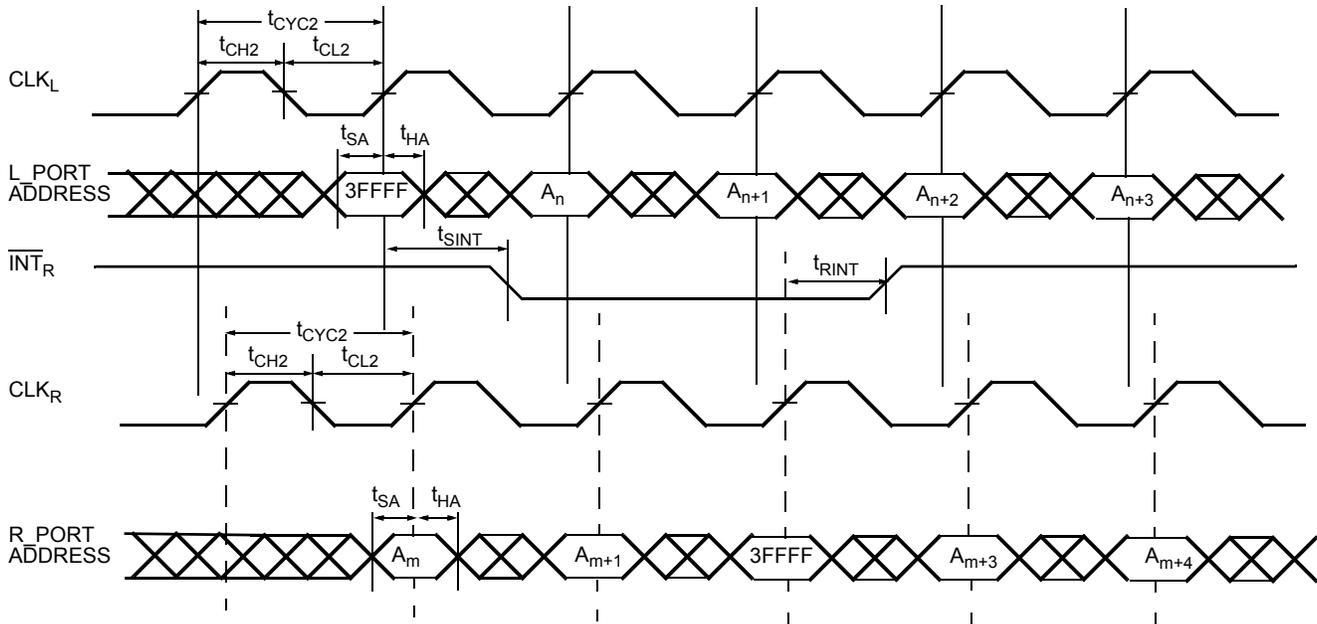 tCYC2
tCH2 tCL2
CLKL
tSA tHA
L_PORT
ADDRESS
3FFFF An An+1 An+2 An+3
tSINT
INTR
tRINT
tCYC2
tCH2 tCL2
CLKR
tSA tHA
R_PORT
ADDRESS
Am Am+1 3FFFF Am+3 Am+4